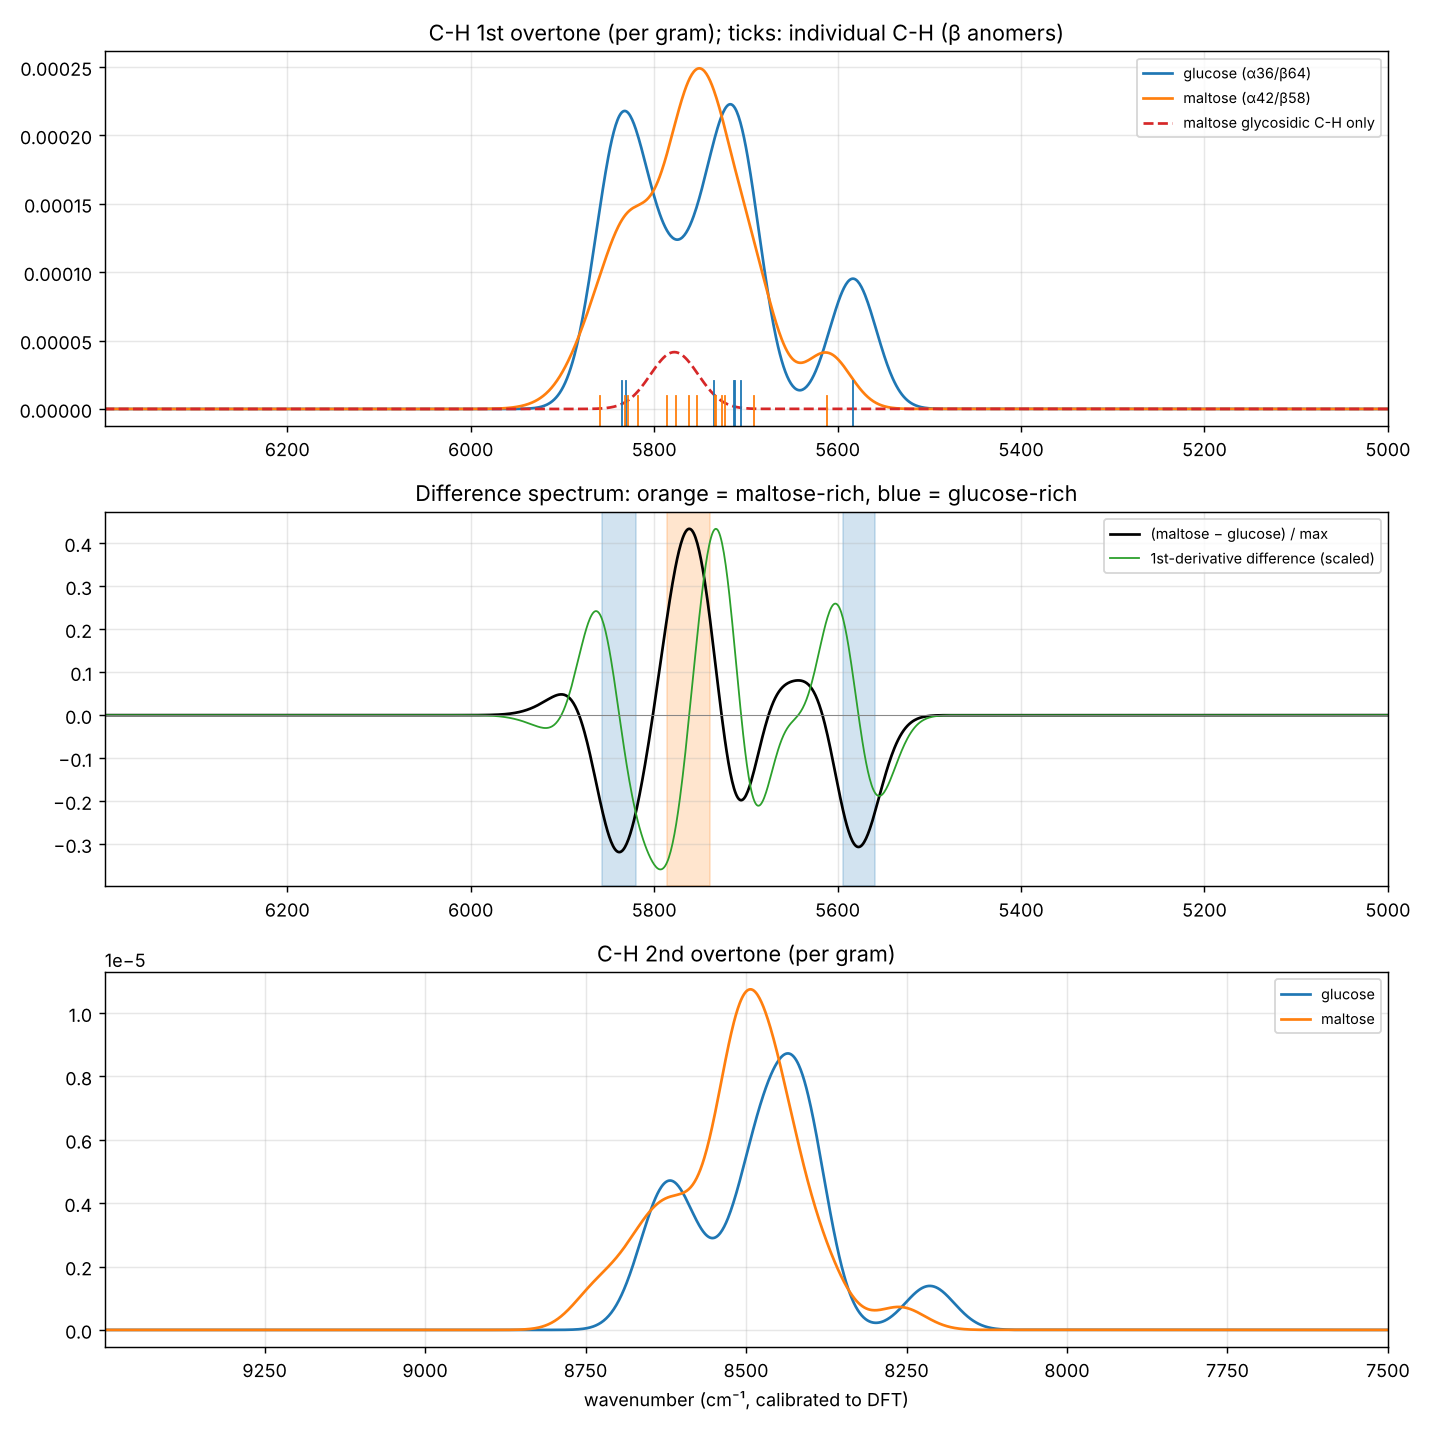 C-H 1st overtone (per gram); ticks: individual C-H (β anomers)
0.00025
0.00020
0.00015
0.00010
0.00005
0.00000
glucose (α36/β64)
maltose (α42/β58)
maltose glycosidic C-H only
6200 6000 5800 5600 5400 5200 5000
Difference spectrum: orange = maltose-rich, blue = glucose-rich
0.4
0.3
0.2
0.1
0.0
−0.1
−0.2
−0.3
(maltose − glucose) / max
1st-derivative difference (scaled)
6200 6000 5800 5600 5400 5200 5000
C-H 2nd overtone (per gram)
1e−5
1.0
0.8
0.6
0.4
0.2
0.0
glucose
maltose
9250 9000 8750 8500 8250 8000 7750 7500
wavenumber (cm⁻¹, calibrated to DFT)